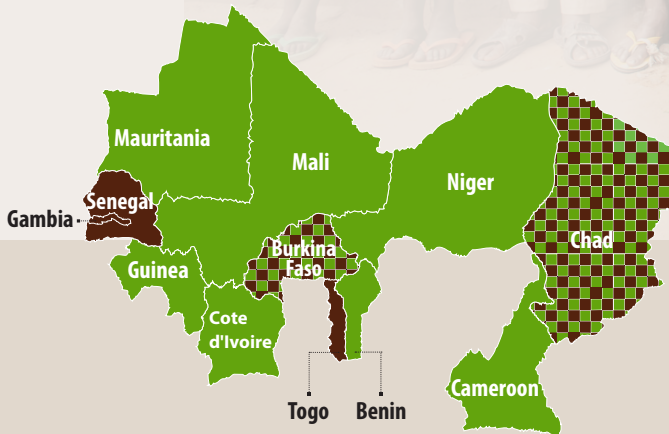 Mauritania
Mali
Niger
Senegal
Gambia
Chad
Burkina
Faso
Guinea
Cote
d'Ivoire
Cameroon
Togo
Benin